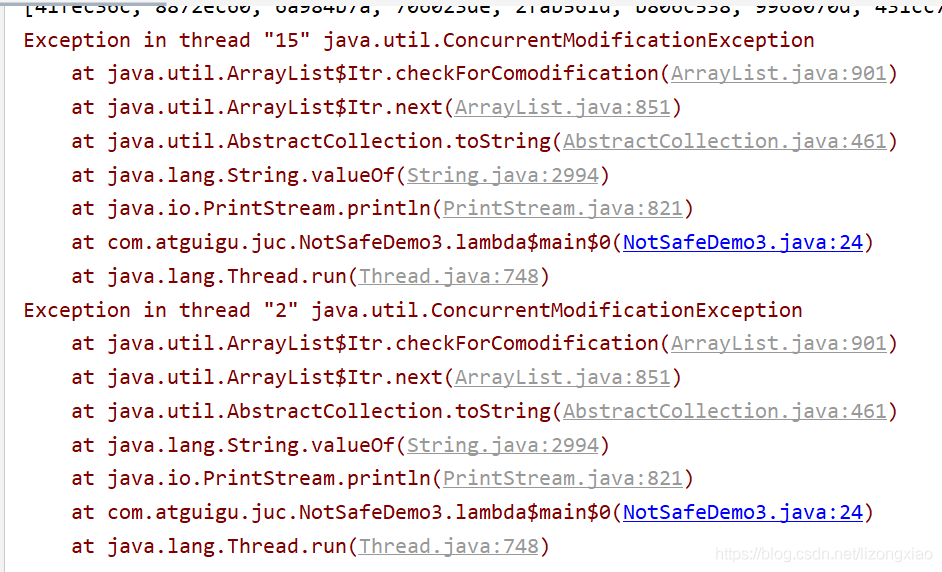 [41fec36c, 8872ec60, 6a984b7a, 706023de, 2fab561d, b806c538, 9968070d,
Exception in thread "15" java.util.ConcurrentModificationException
at java.util.ArrayList$Itr.checkForComodification(ArrayList.java:901)
at java.util.ArrayList$Itr.next(ArrayList.java:851)
at java.util.AbstractCollection.toString(AbstractCollection.java:461)
at java.lang.String.valueOf(String.java:2994)
at java.io.PrintStream.println(PrintStream.java:821)
at com.atguigu.juc.NotSafeDemo3.lambda$main$0(NotSafeDemo3.java:24)
at java.lang.Thread.run(Thread.java:748)
Exception in thread "2" java.util.ConcurrentModificationException
at java.util.ArrayList$Itr.checkForComodification(ArrayList.java:901)
at java.util.ArrayList$Itr.next(ArrayList.java:851)
at java.util.AbstractCollection.toString(AbstractCollection.java:461)
at java.lang.String.valueOf(String.java:2994)
at java.io.PrintStream.println(PrintStream.java:821)
at com.atguigu.juc.NotSafeDemo3.lambda$main$0(NotSafeDemo3.java:24)
at java.lang.Thread.run(Thread.java:748)
https://blog.csdn.net/lizongxiao